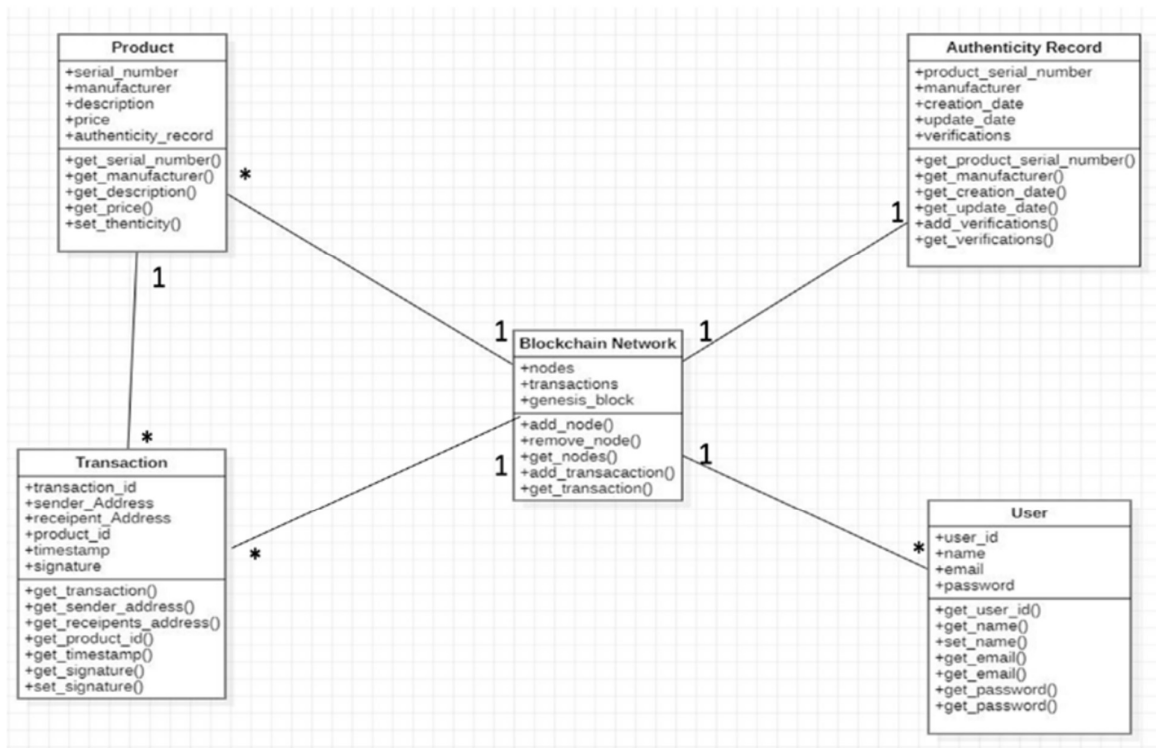 Product
+serial_number
+manufacturer
+description
+price
+authenticity_record
+get_serial_number()
+get_manufacturer()
+get_description()
+get_price()
+set_thenticity()
*
1
Authenticity Record
+product_serial_number
+manufacturer
+creation_date
+update_date
+verifications
+get_product_serial_number()
+get_manufacturer()
+get_creation_date()
+get_update_date()
+add_verifications()
+get_verifications()
1
1
1
Blockchain Network
+nodes
+transactions
+genesis_block
+add_node()
+remove_node()
+get_nodes()
+add_transacaction()
+get_transaction()
1
1
*
Transaction
+transaction_id
+sender_Address
+receipent_Address
+product_id
+timestamp
+signature
+get_transaction()
+get_sender_address()
+get_receipents_address()
+get_product_id()
+get_timestamp()
+get_signature()
+set_signature()
*
*
User
+user_id
+name
+email
+password
+get_user_id()
+get_name()
+set_name()
+get_email()
+get_email()
+get_password()
+get_password()